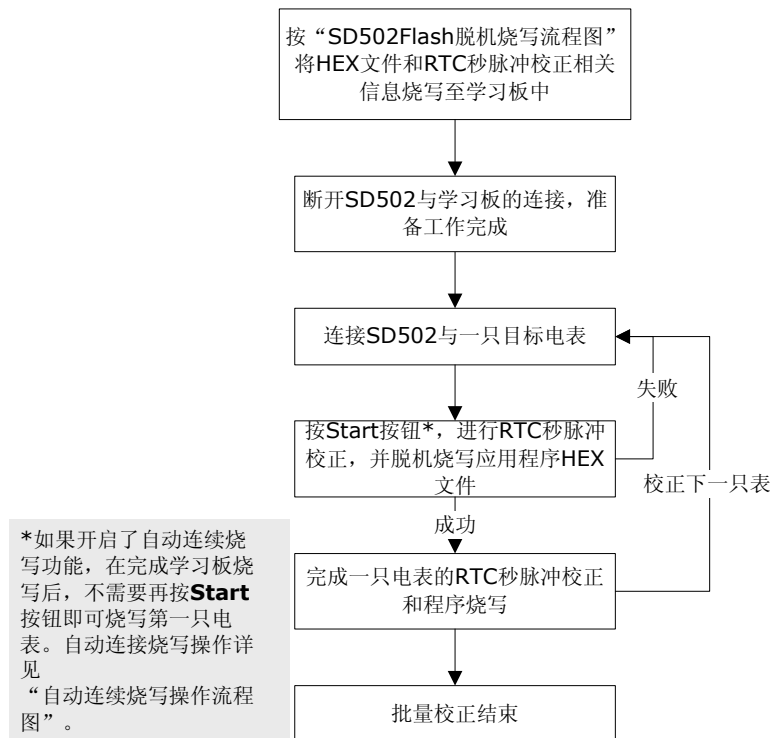 按“SD502Flash脱机烧写流程图”
将HEX文件和RTC秒脉冲校正相关
信息烧写至学习板中
断开SD502与学习板的连接，准
备工作完成
连接SD502与一只目标电表
失败
按Start按钮*，进行RTC秒脉冲
校正，并脱机烧写应用程序HEX
文件
校正下一只表
成功
完成一只电表的RTC秒脉冲校正
和程序烧写
批量校正结束
*如果开启了自动连续烧
写功能，在完成学习板烧
写后，不需要再按Start
按钮即可烧写第一只电
表。自动连接烧写操作详
见
“自动连续烧写操作流程
图”。